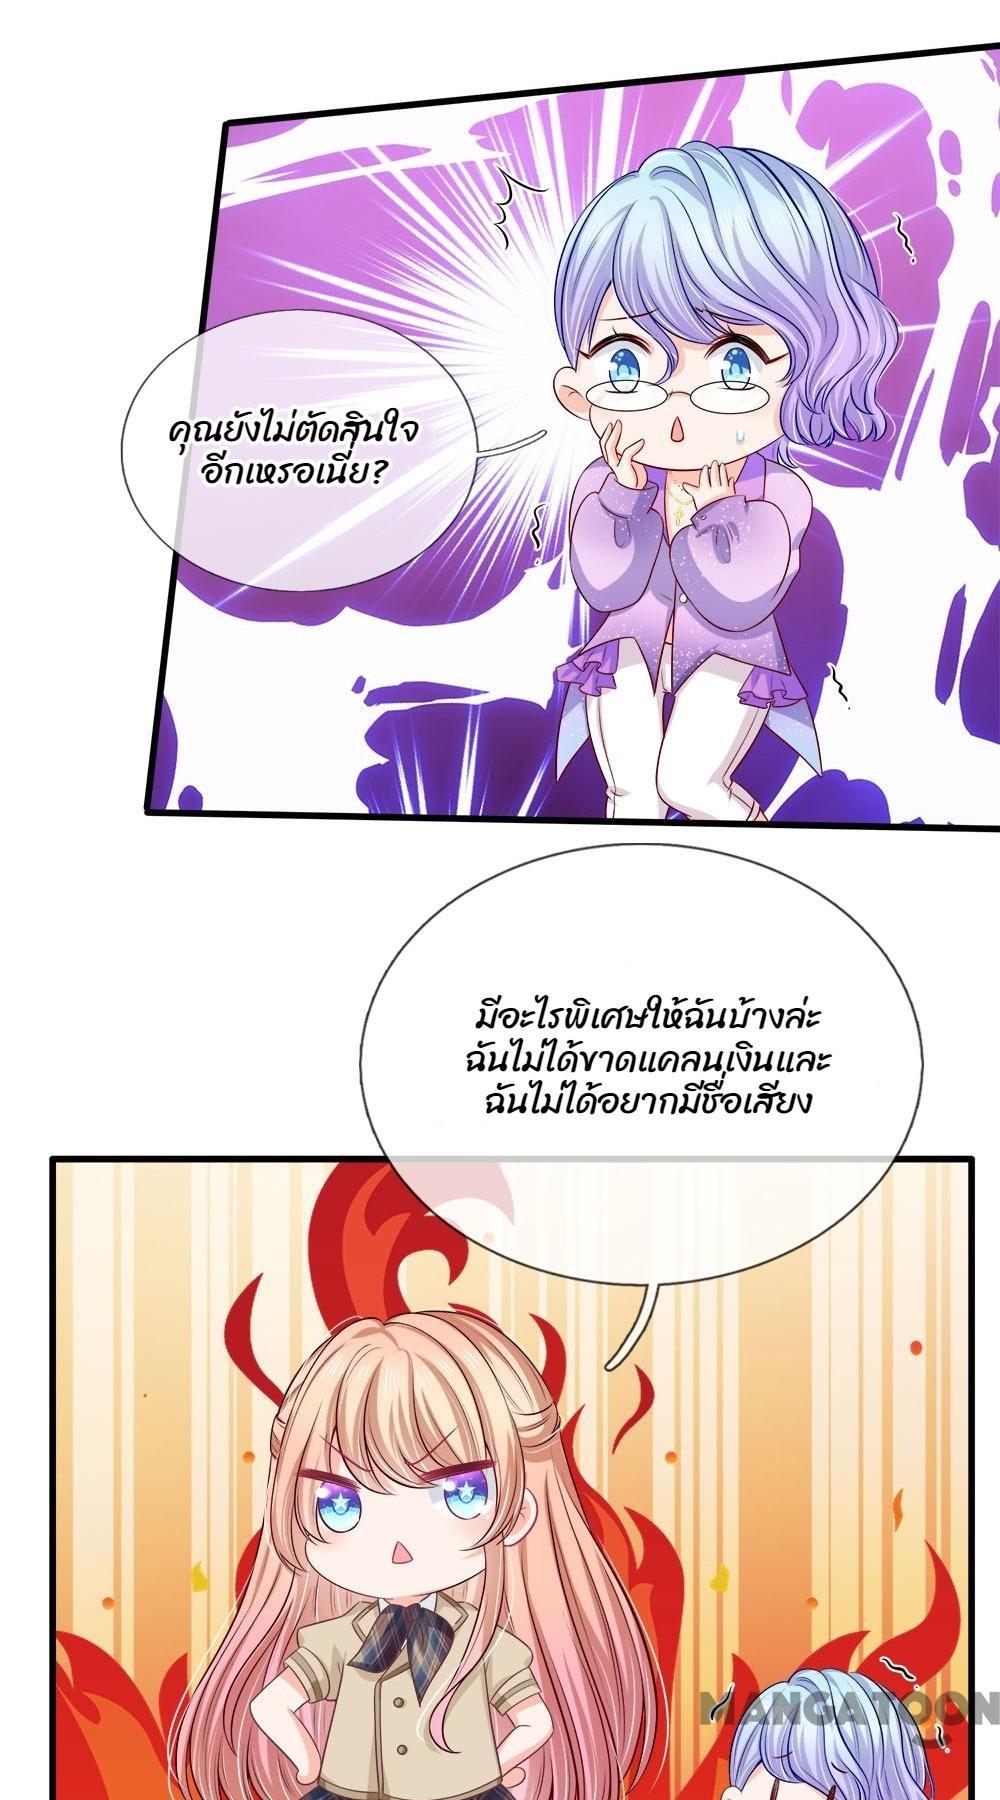 คุณยังไม่ตัดสินใจ
อีกเหรอเนี่ย?
มีอะไรพิเศษให้ฉันบ้างล่ะ
ฉันไม่ได้ขาดแคลนเงินและ
ฉันไม่ได้อยากมีชื่อเสียง
MANGATOON